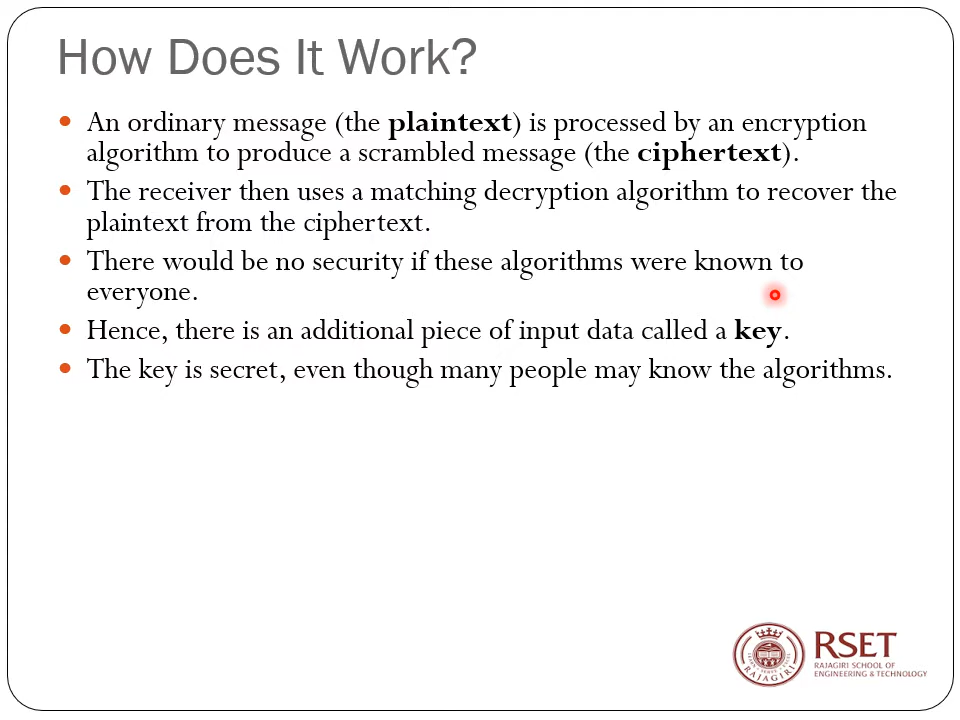 How Does It Work?
• An ordinary message (the plaintext) is processed by an encryption
algorithm to produce a scrambled message (the ciphertext).
• The receiver then uses a matching decryption algorithm to recover the
plaintext from the ciphertext.
• There would be no security if these algorithms were known to
everyone.
• Hence, there is an additional piece of input data called a key.
• The key is secret, even though many people may know the algorithms.
RAJAGIRI
RSET
RAJAGIRI SCHOOL OF
ENGINEERING & TECHNOLOGY